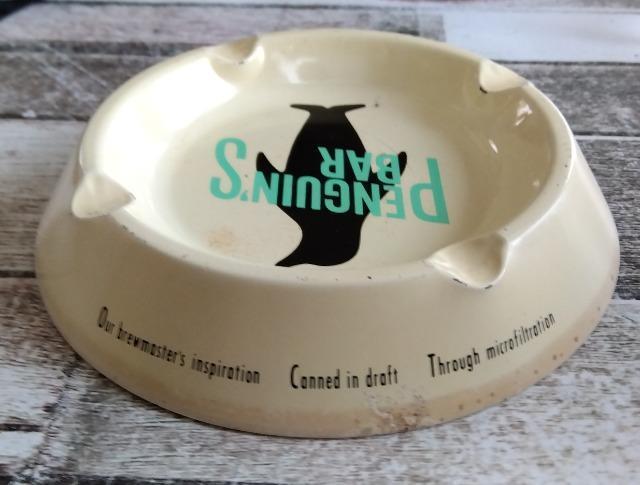 PENGUIN'S
BAR
Our brewmaster's inspiration Canned in draft Through microfiltration